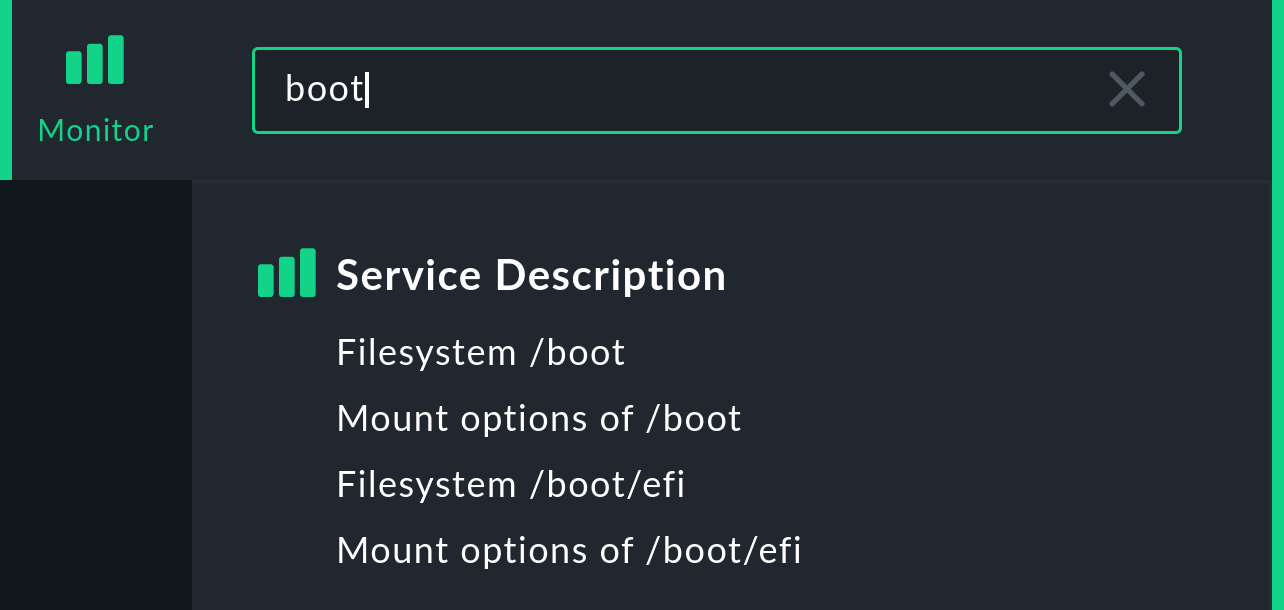 Monitor
boot
Service Description
Filesystem /boot
Mount options of /boot
Filesystem /boot/efi
Mount options of /boot/efi